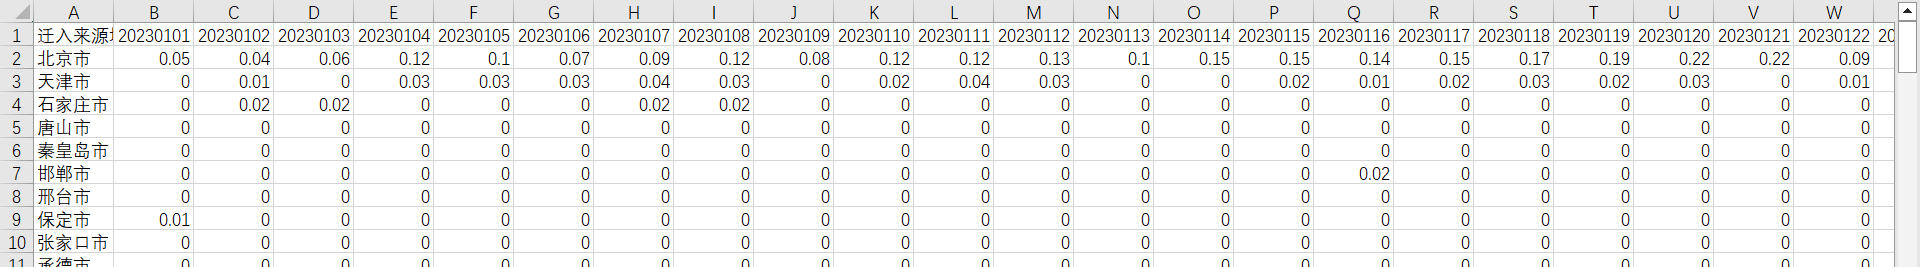 A B C D E F G H I J K L M N O P Q R S T U V W
1 迁入来源 20230101 20230102 20230103 20230104 20230105 20230106 20230107 20230108 20230109 20230110 20230111 20230112 20230113 20230114 20230115 20230116 20230117 20230118 20230119 20230120 20230121 20230122 20
2 北京市 0.05 0.04 0.06 0.12 0.1 0.07 0.09 0.12 0.08 0.12 0.12 0.13 0.1 0.15 0.15 0.14 0.15 0.17 0.19 0.22 0.22 0.09
3 天津市 0 0.01 0 0.03 0.03 0.03 0.04 0.03 0 0.02 0.04 0.03 0 0 0.02 0.01 0.02 0.03 0.02 0.03 0 0.01
4 石家庄市 0 0.02 0.02 0 0 0 0.02 0.02 0 0 0 0 0 0 0 0 0 0 0 0 0 0
5 唐山市 0 0 0 0 0 0 0 0 0 0 0 0 0 0 0 0 0 0 0 0 0 0
6 秦皇岛市 0 0 0 0 0 0 0 0 0 0 0 0 0 0 0 0 0 0 0 0 0 0
7 邯郸市 0 0 0 0 0 0 0 0 0 0 0 0 0 0 0 0.02 0 0 0 0 0 0
8 邢台市 0 0 0 0 0 0 0 0 0 0 0 0 0 0 0 0 0 0 0 0 0 0
9 保定市 0.01 0 0 0 0 0 0 0 0 0 0 0 0 0 0 0 0 0 0 0 0 0
10 张家口市 0 0 0 0 0 0 0 0 0 0 0 0 0 0 0 0 0 0 0 0 0 0
11 承德市 0 0 0 0 0 0 0 0 0 0 0 0 0 0 0 0 0 0 0 0 0 0